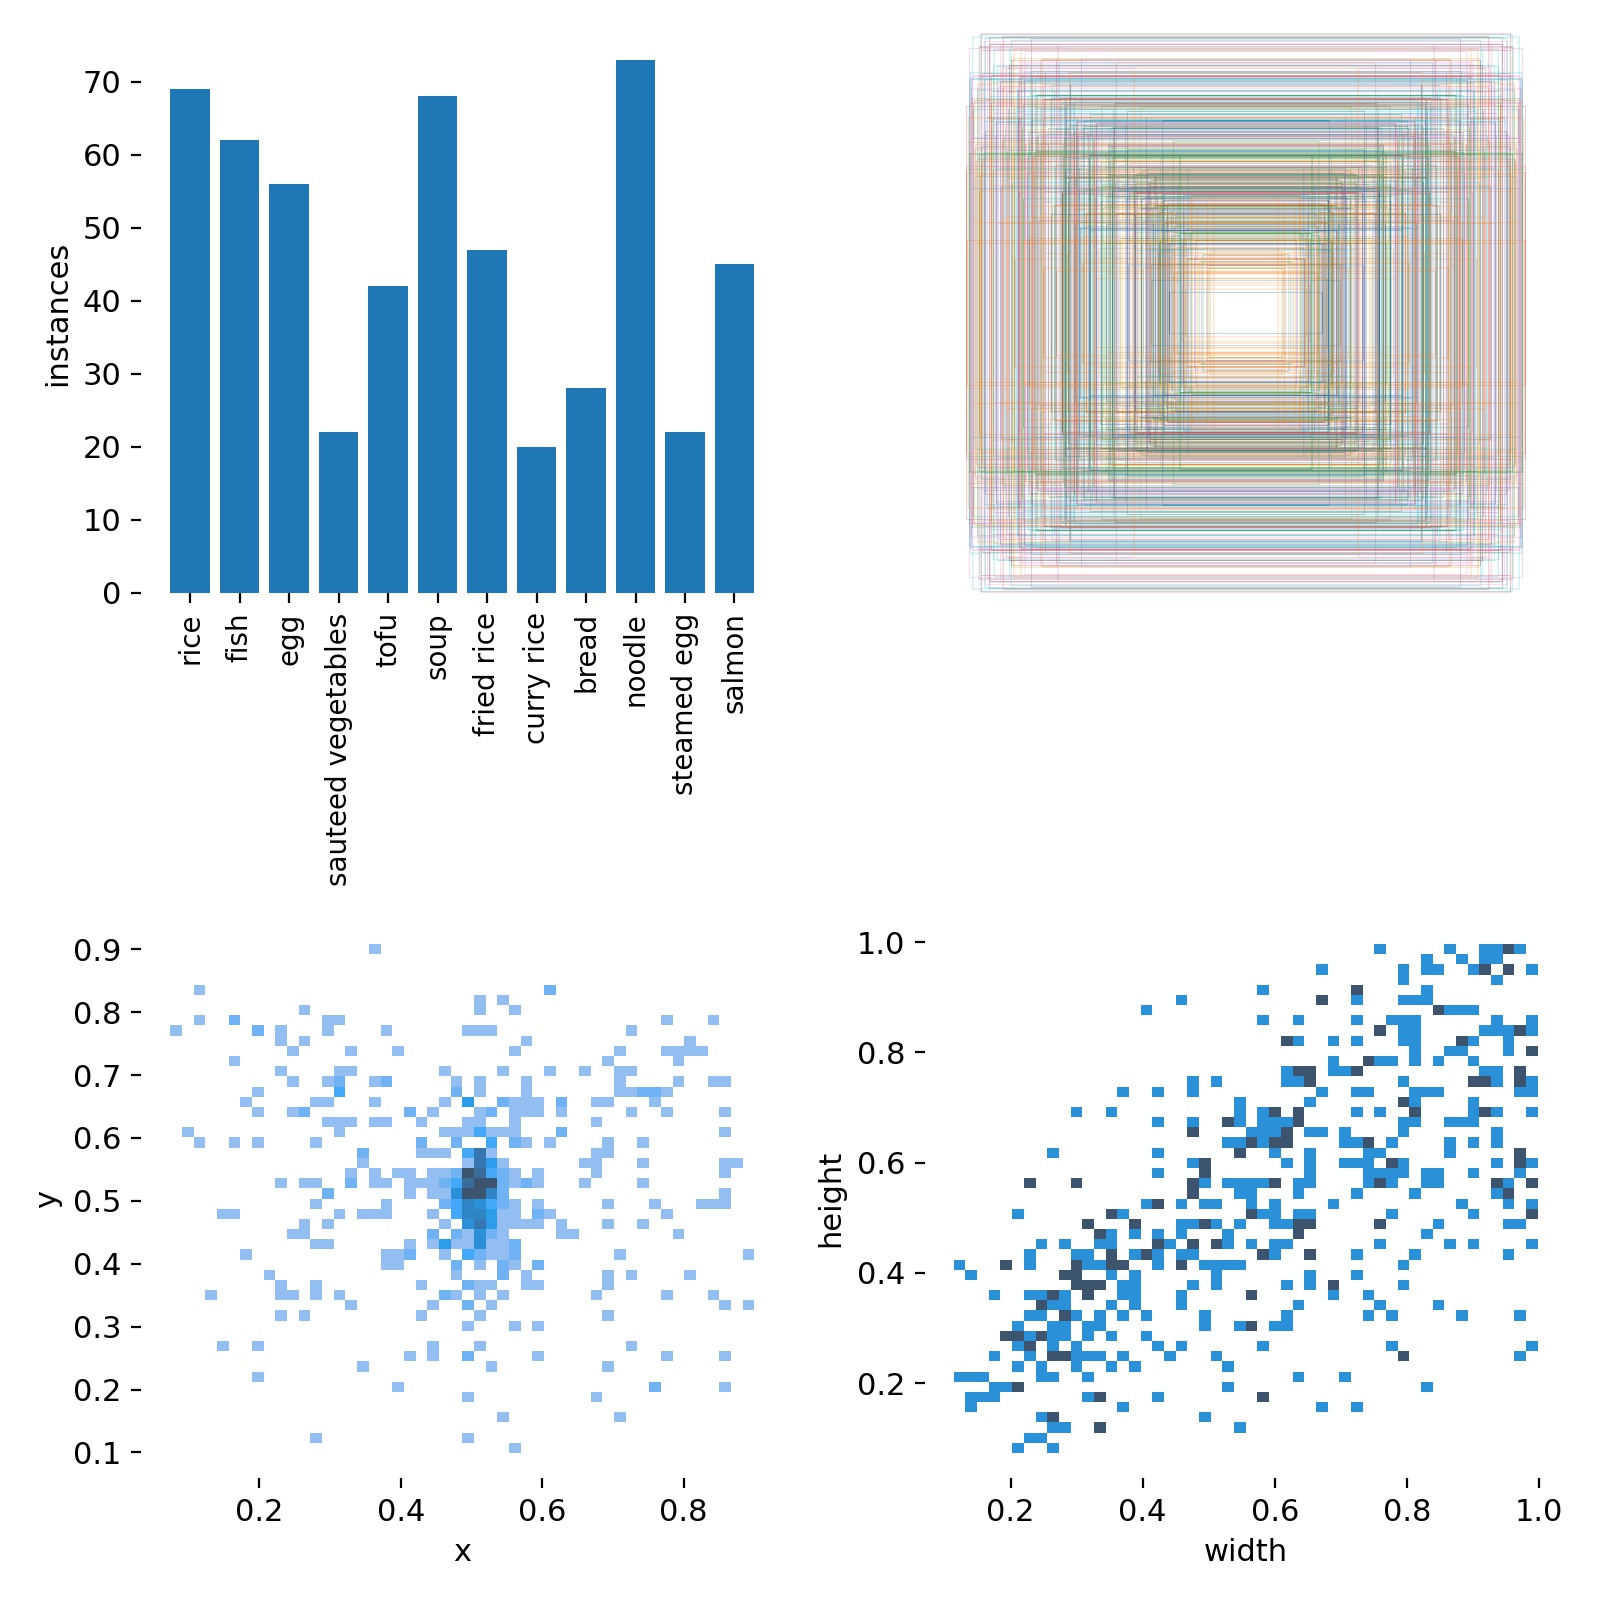 instances
70
60
50
40
30
20
10
0
rice
fish
egg
sauteed vegetables
tofu
soup
fried rice
curry rice
bread
noodle
steamed egg
salmon
y
0.9
0.8
0.7
0.6
0.5
0.4
0.3
0.2
0.1
0.2
0.4
0.6
0.8
x
height
1.0
0.8
0.6
0.4
0.2
0.2
0.4
0.6
0.8
1.0
width